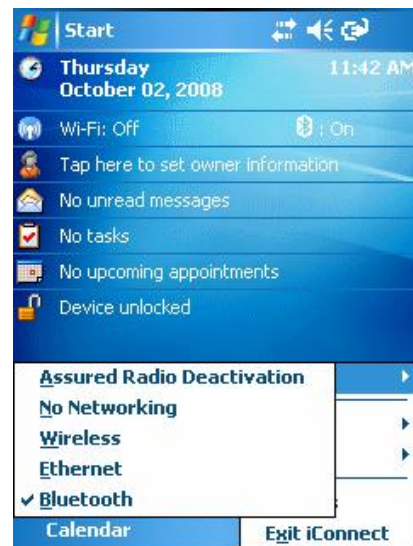 Start
Thursday
October 02, 2008
11:42 AM
Wi-Fi: Off
: On
Tap here to set owner information
No unread messages
No tasks
No upcoming appointments
Device unlocked
Assured Radio Deactivation
No Networking
Wireless
Ethernet
Bluetooth
Calendar
Exit iConnect